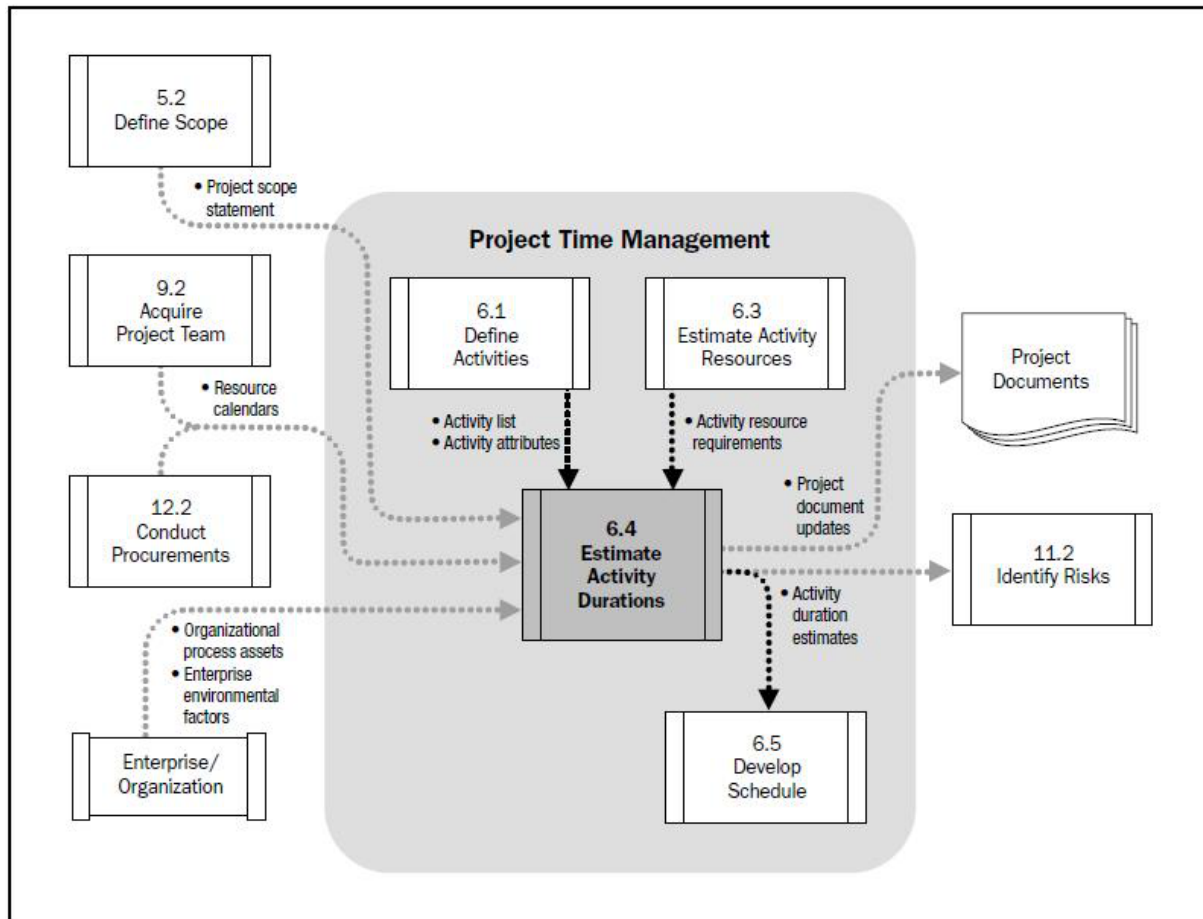 5.2
Define Scope
• Project scope
statement
Project Time Management
9.2
Acquire
Project Team
6.1
Define
Activities
6.3
Estimate Activity
Resources
Project
Documents
• Resource
calendars
• Activity list
• Activity attributes
• Activity resource
requirements
12.2
Conduct
Procurements
6.4
Estimate
Activity
Durations
• Project
document
updates
11.2
Identify Risks
• Activity
duration
estimates
• Organizational
process assets
• Enterprise
environmental
factors
Enterprise/
Organization
6.5
Develop
Schedule